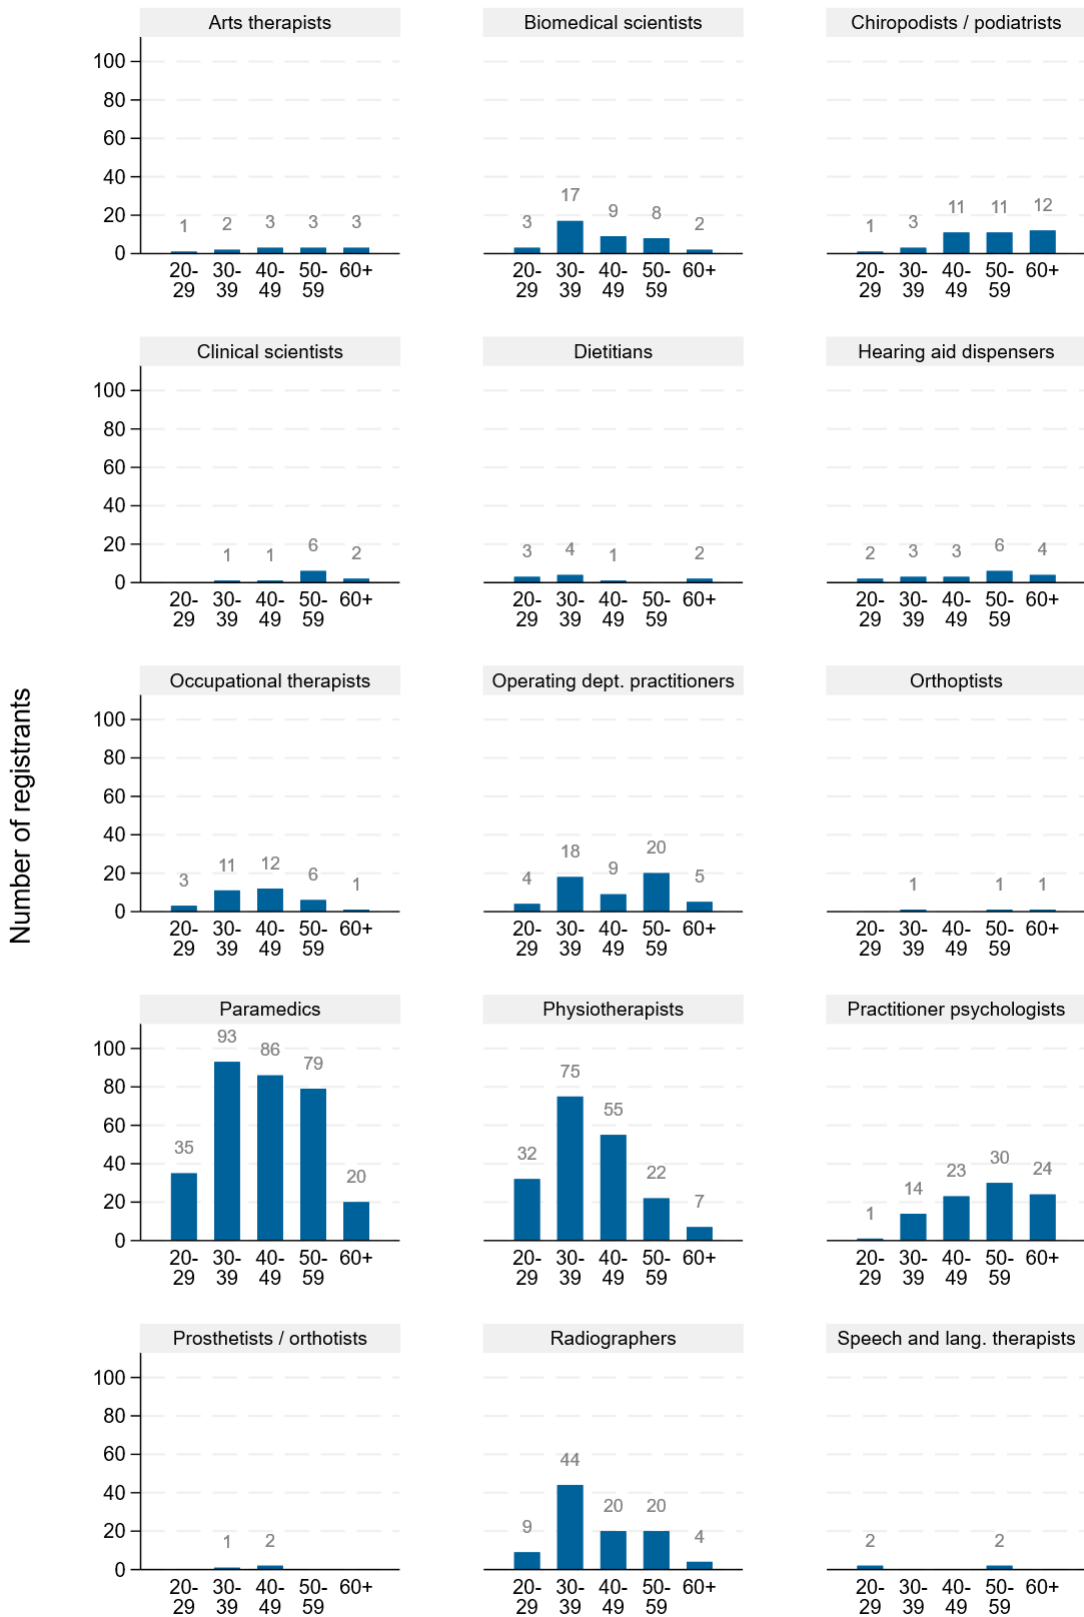 Number of registrants
Arts therapists
Biomedical scientists
Chiropodists / podiatrists
100
80
60
40
20
0
1 2 3 3 3
3 17 9 8 2
1 3 11 11 12
20- 30- 40- 50- 60+
29 39 49 59
20- 30- 40- 50- 60+
29 39 49 59
20- 30- 40- 50- 60+
29 39 49 59
Clinical scientists
Dietitians
Hearing aid dispensers
100
80
60
40
20
0
1 1 6 2
3 4 1 2
2 3 3 6 4
20- 30- 40- 50- 60+
29 39 49 59
20- 30- 40- 50- 60+
29 39 49 59
20- 30- 40- 50- 60+
29 39 49 59
Occupational therapists
Operating dept. practitioners
Orthoptists
100
80
60
40
20
0
3 11 12 6 1
4 18 9 20 5
1 1 1
20- 30- 40- 50- 60+
29 39 49 59
20- 30- 40- 50- 60+
29 39 49 59
20- 30- 40- 50- 60+
29 39 49 59
Paramedics
Physiotherapists
Practitioner psychologists
100
80
60
40
20
0
35 93 86 79 20
32 75 55 22 7
1 14 23 30 24
20- 30- 40- 50- 60+
29 39 49 59
20- 30- 40- 50- 60+
29 39 49 59
20- 30- 40- 50- 60+
29 39 49 59
Prosthetists / orthotists
Radiographers
Speech and lang. therapists
100
80
60
40
20
0
1 2
9 44 20 20 4
2 2
20- 30- 40- 50- 60+
29 39 49 59
20- 30- 40- 50- 60+
29 39 49 59
20- 30- 40- 50- 60+
29 39 49 59